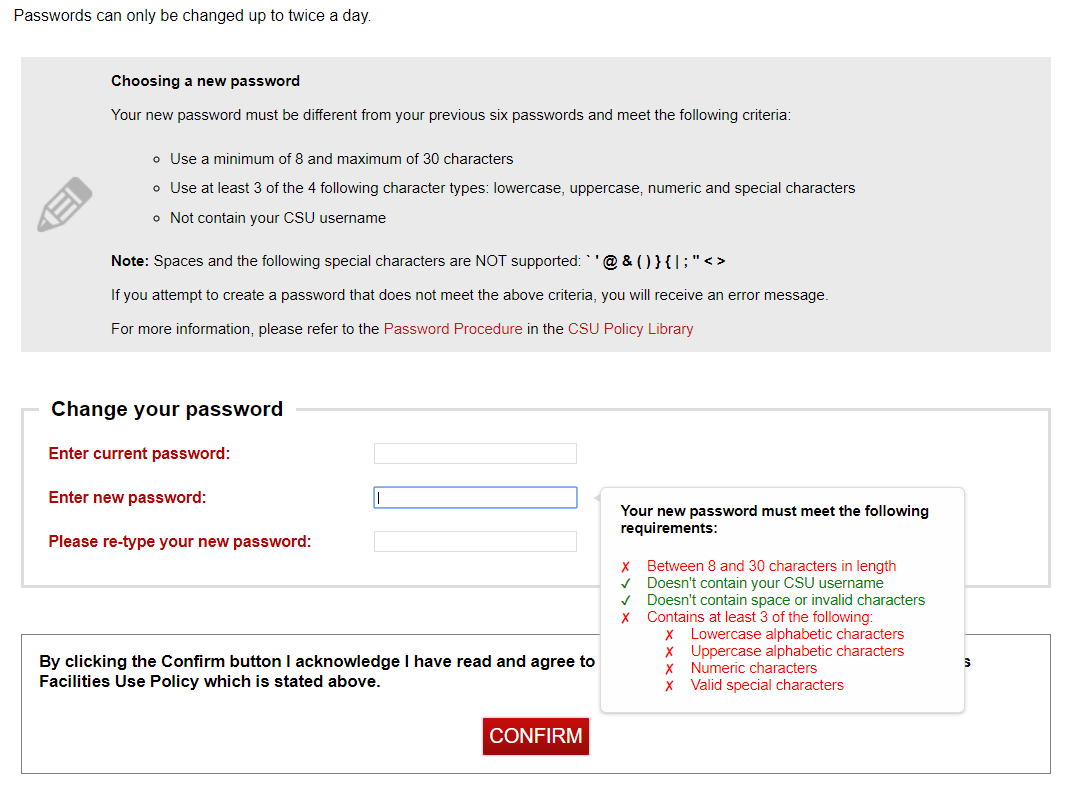 Passwords can only be changed up to twice a day.
Choosing a new password
Your new password must be different from your previous six passwords and meet the following criteria:
Use a minimum of 8 and maximum of 30 characters
Use at least 3 of the 4 following character types: lowercase, uppercase, numeric and special characters
Not contain your CSU username
Note: Spaces and the following special characters are NOT supported: ` ' @ & ( ) } { | ; " < >
If you attempt to create a password that does not meet the above criteria, you will receive an error message.
For more information, please refer to the Password Procedure in the CSU Policy Library
Change your password
Enter current password:
Enter new password:
Please re-type your new password:
Your new password must meet the following
requirements:
✗ Between 8 and 30 characters in length
✓ Doesn't contain your CSU username
✓ Doesn't contain space or invalid characters
✗ Contains at least 3 of the following:
✗ Lowercase alphabetic characters
✗ Uppercase alphabetic characters
✗ Numeric characters
✗ Valid special characters
By clicking the Confirm button I acknowledge I have read and agree to s
Facilities Use Policy which is stated above.
CONFIRM